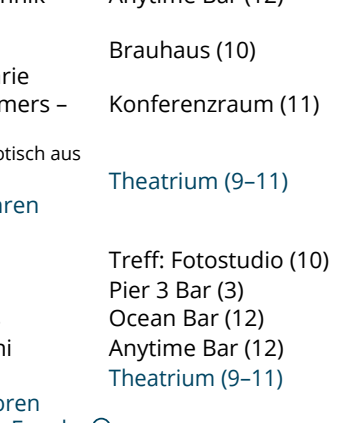 Anytime Bar (12)
Brauhaus (10)
Konferenzraum (11)
Theatrium (9–11)
Treff: Fotostudio (10)
Pier 3 Bar (3)
Ocean Bar (12)
Anytime Bar (12)
Theatrium (9–11)